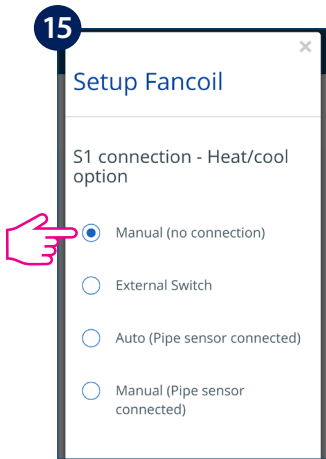 15
×
Setup Fancoil
S1 connection - Heat/cool
option
Manual (no connection)
External Switch
Auto (Pipe sensor connected)
Manual (Pipe sensor
connected)